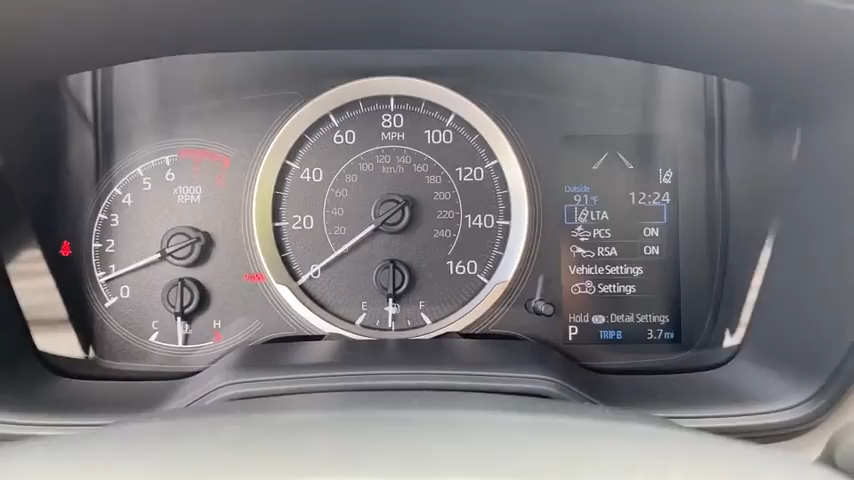 0
1
2
3
4
5
6
x1000
RPM
C
H
0
20
40
60
80
100
120
140
160
MPH
20
40
60
80
100
120
140
160
180
200
220
240
km/h
E
F
Outside
91°F
12:24
LTA
PCS ON
RSA ON
Vehicle Settings
Settings
Hold OK : Detail Settings
P TRIP B 3.7 mi